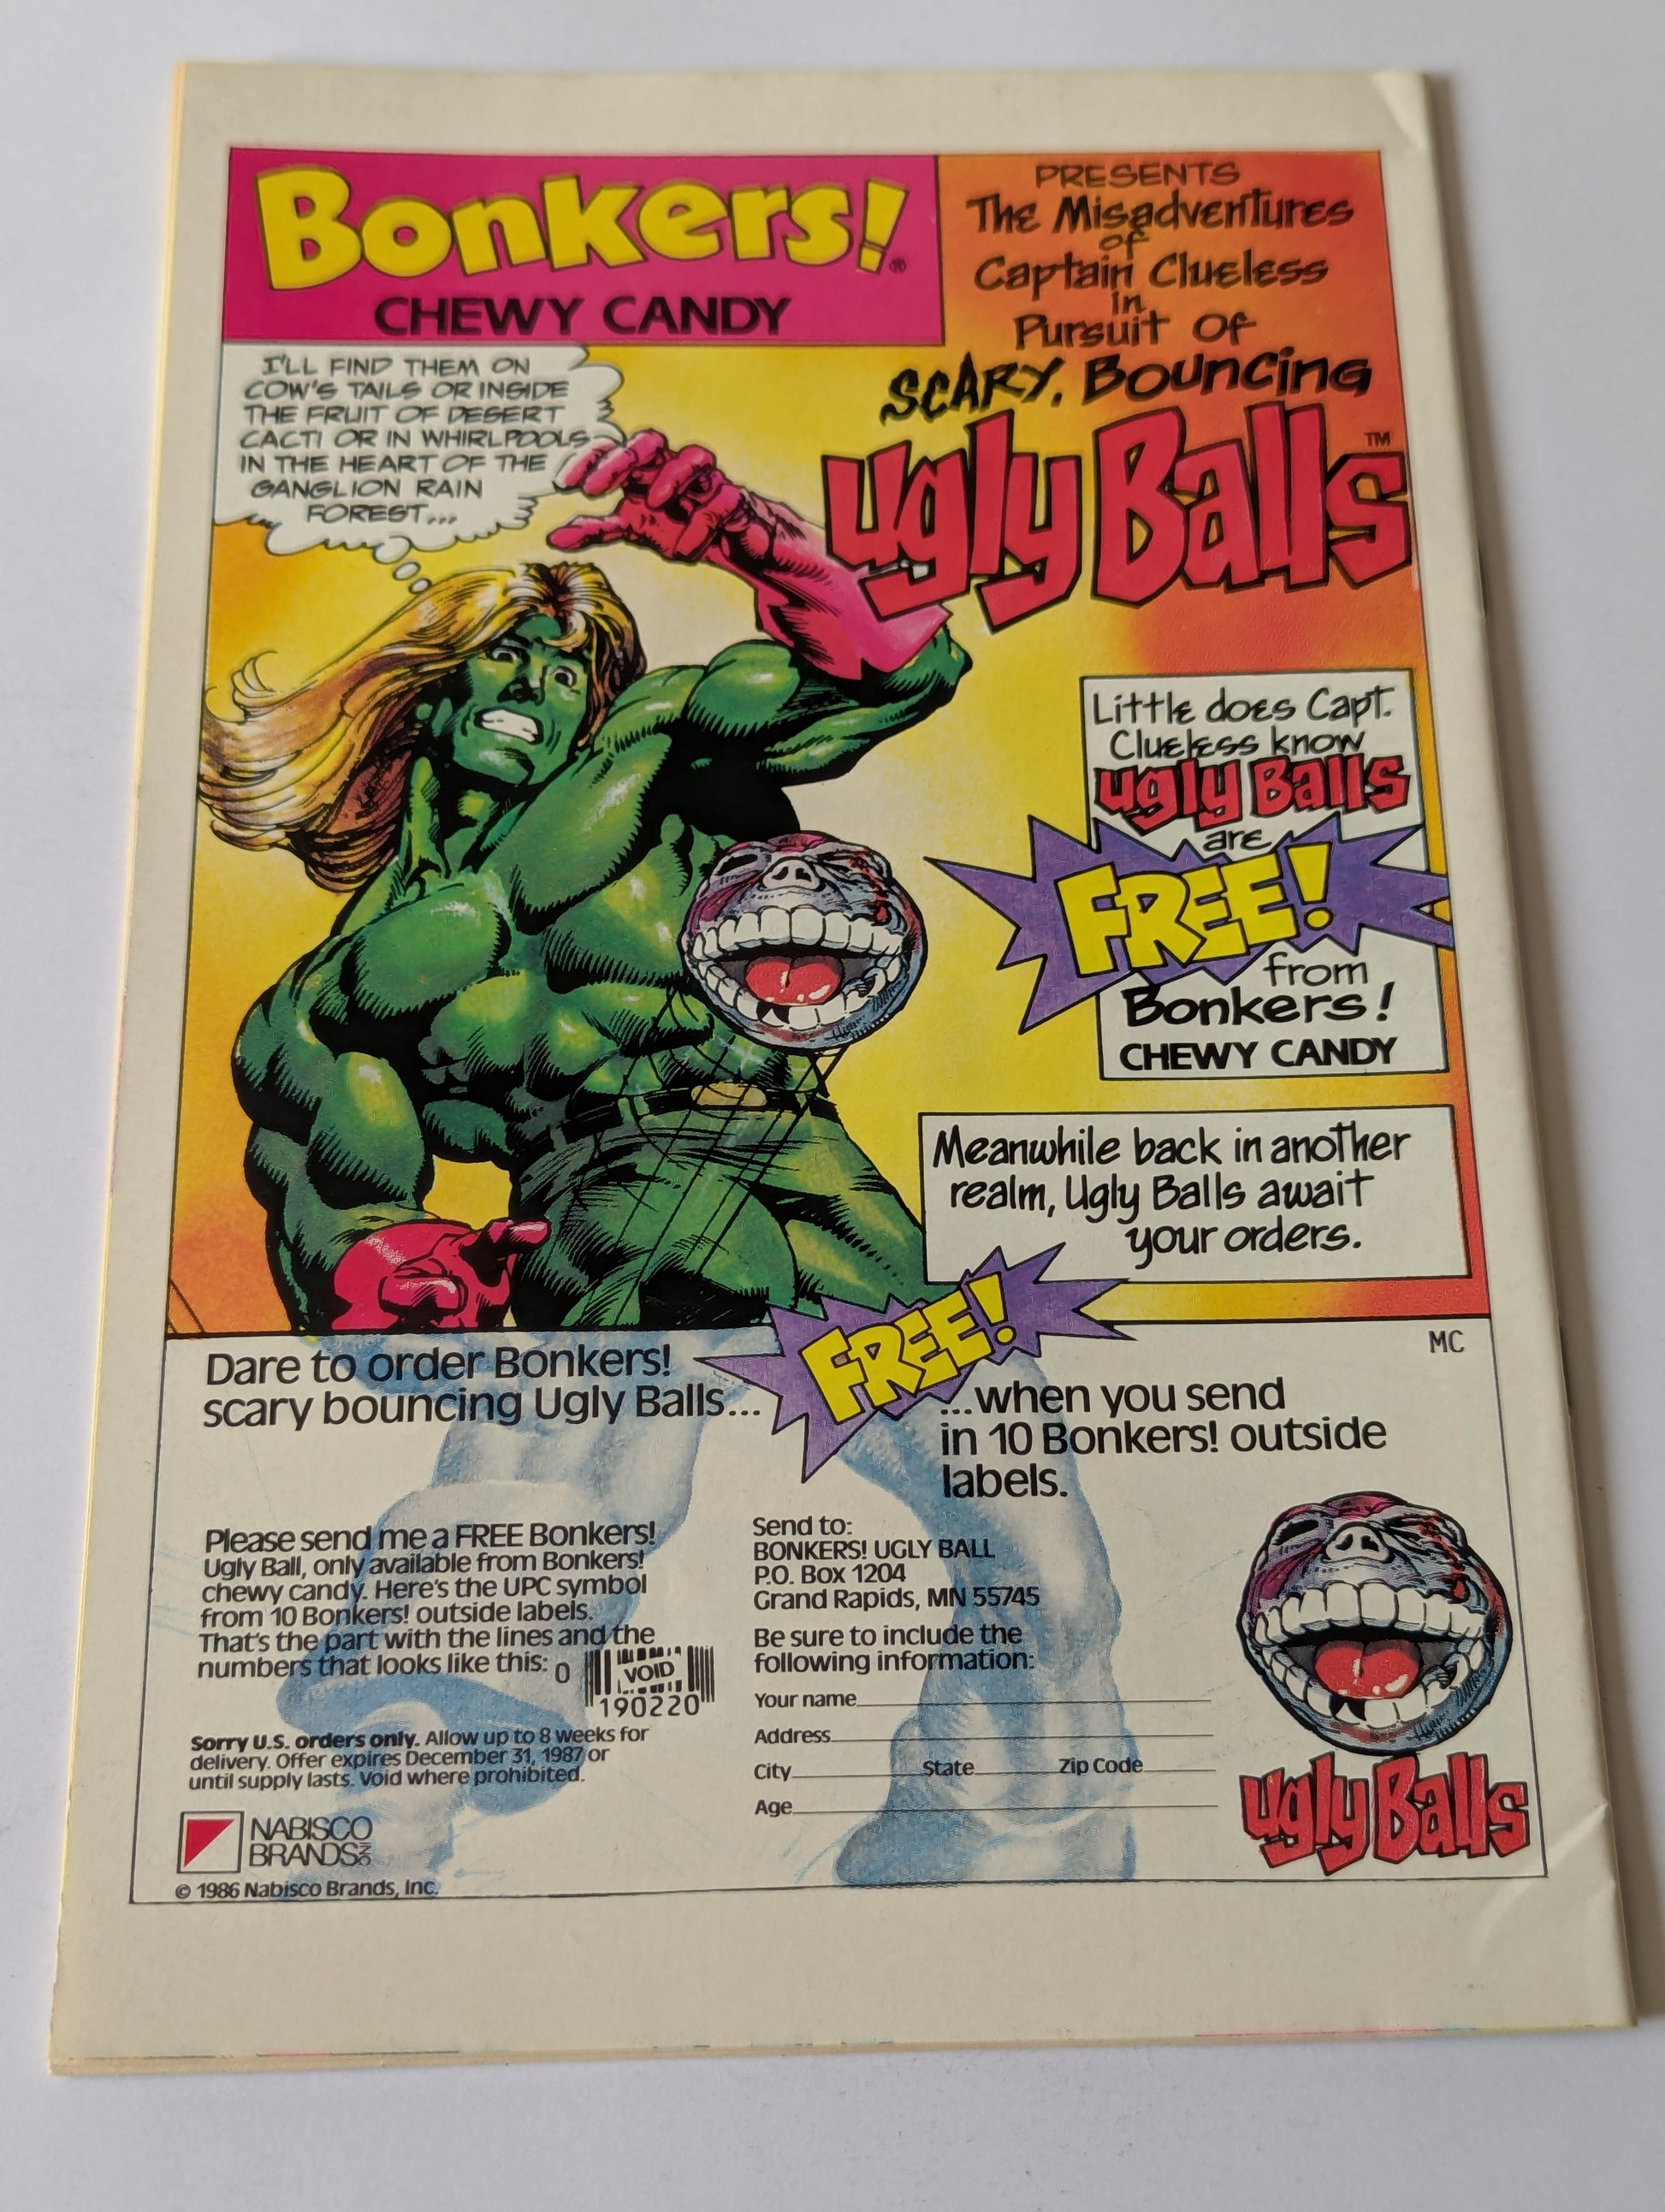 Bonkers!®
CHEWY CANDY
PRESENTS
The Misadventures
of
Captain Clueless
in
Pursuit Of
SCARY, Bouncing
ugly Balls™
I'LL FIND THEM ON
COW'S TAILS OR INSIDE
THE FRUIT OF DESERT
CACTI OR IN WHIRLPOOLS
IN THE HEART OF THE
GANGLION RAIN
FOREST...
Little does Capt.
Clueless know
ugly Balls
are
FREE!
from
Bonkers!
CHEWY CANDY
Meanwhile back in another
realm, Ugly Balls await
your orders.
MC
Dare to order Bonkers!
scary bouncing Ugly Balls...
FREE!
...when you send
in 10 Bonkers! outside
labels.
Please send me a FREE Bonkers!
Ugly Ball, only available from Bonkers!
chewy candy. Here's the UPC symbol
from 10 Bonkers! outside labels.
That's the part with the lines and the
numbers that looks like this:
0
VOID
190220
Sorry U.S. orders only. Allow up to 8 weeks for
delivery. Offer expires December 31, 1987 or
until supply lasts. Void where prohibited.
NABISCO
BRANDS INC
© 1986 Nabisco Brands, Inc.
Send to:
BONKERS! UGLY BALL
P.O. Box 1204
Grand Rapids, MN 55745
Be sure to include the
following information:
Your name
Address
City State Zip Code
Age
ugly Balls